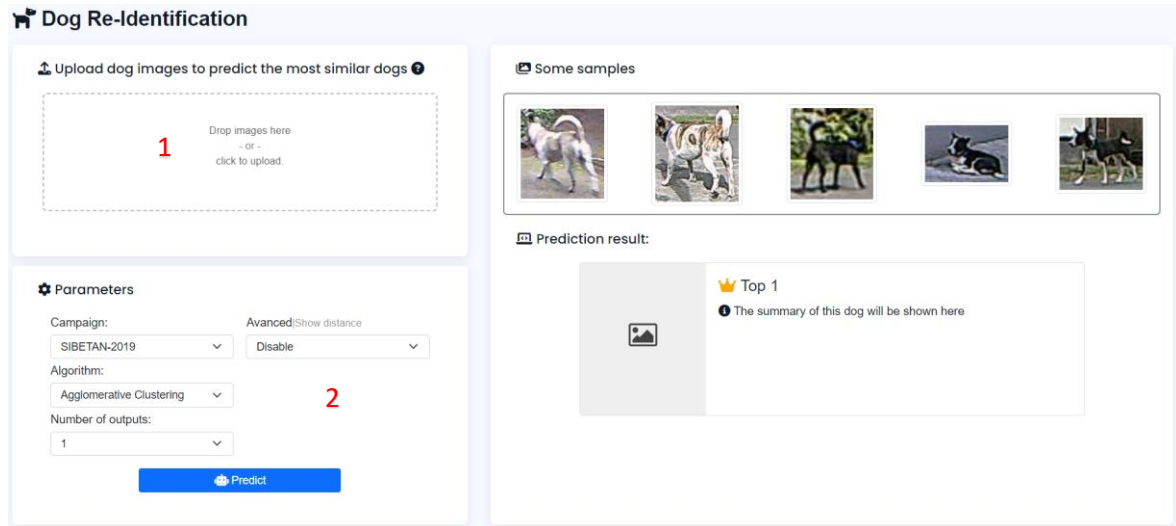 Dog Re-Identification
Upload dog images to predict the most similar dogs ?
1
Drop images here
- or -
click to upload.
Parameters
Campaign:
Avanced|Show distance
SIBETAN-2019
Disable
Algorithm:
Agglomerative Clustering
2
Number of outputs:
1
Predict
Some samples
Prediction result:
Top 1
The summary of this dog will be shown here